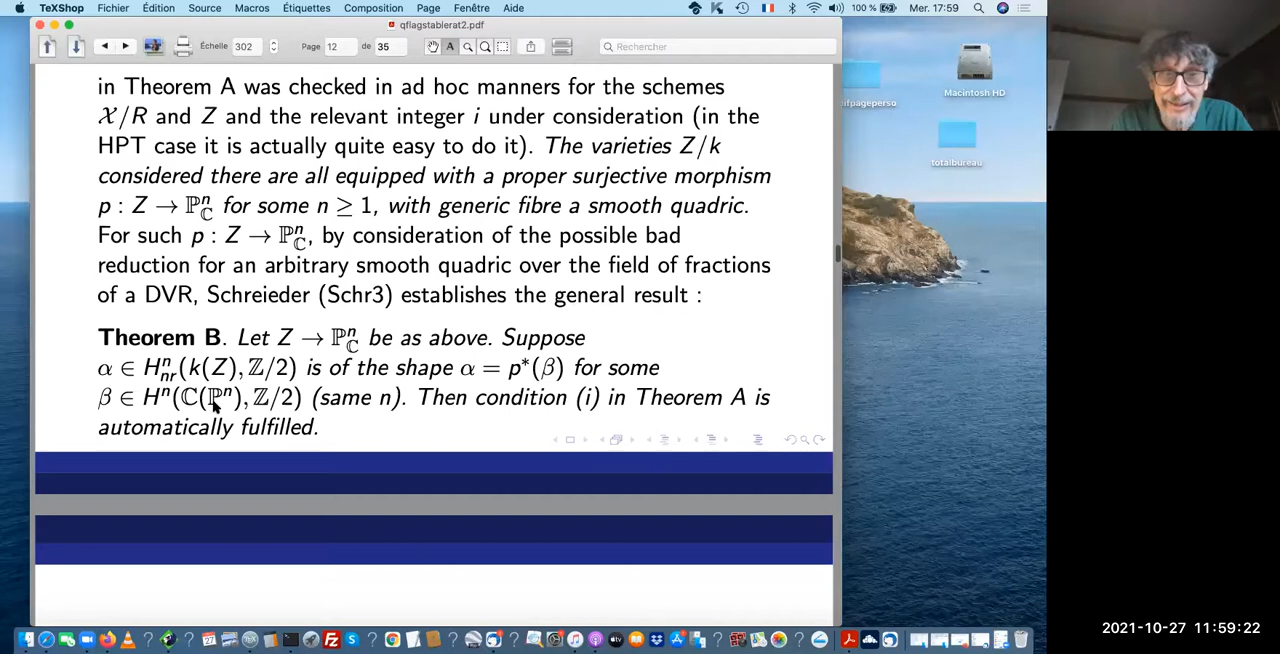 TeXShop Fichier Édition Source Macros Étiquettes Composition Page Fenêtre Aide 100 % Mer. 17:59
qflagstablerat2.pdf
Échelle 302 Page 12 de 35 Rechercher
in Theorem A was checked in ad hoc manners for the schemes
𝒳/R and Z and the relevant integer i under consideration (in the
HPT case it is actually quite easy to do it). The varieties Z/k
considered there are all equipped with a proper surjective morphism
p : Z → ℙⁿ_ℂ for some n ≥ 1, with generic fibre a smooth quadric.
For such p : Z → ℙⁿ_ℂ, by consideration of the possible bad
reduction for an arbitrary smooth quadric over the field of fractions
of a DVR, Schreieder (Schr3) establishes the general result :
Theorem B. Let Z → ℙⁿ_ℂ be as above. Suppose
α ∈ Hⁿ_nr(k(Z), ℤ/2) is of the shape α = p*(β) for some
β ∈ Hⁿ(ℂ(ℙⁿ), ℤ/2) (same n). Then condition (i) in Theorem A is
automatically fulfilled.
Macintosh HD
totalbureau
2021-10-27 11:59:22